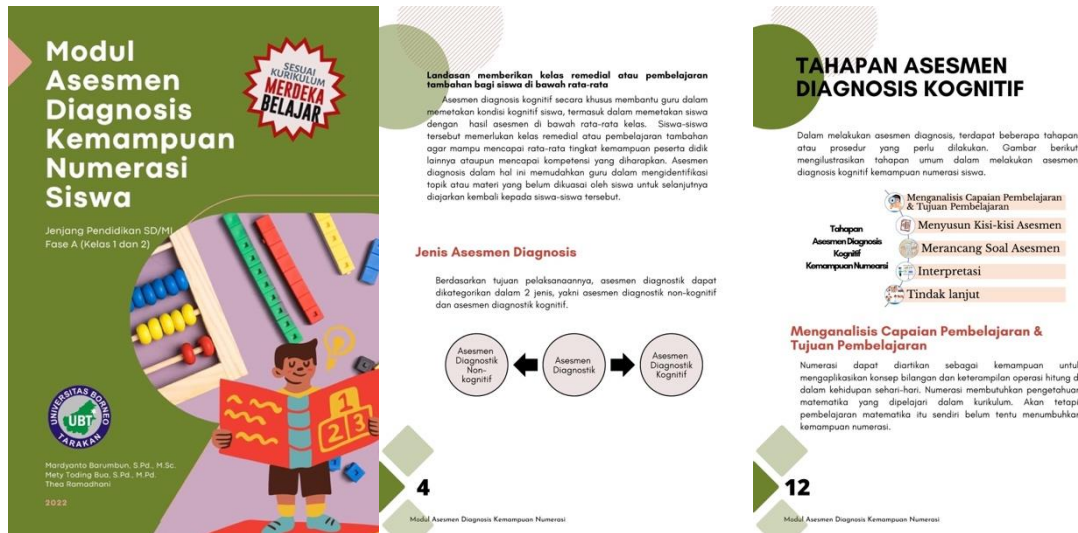 Modul
Asesmen
Diagnosis
Kemampuan
Numerasi
Siswa
SESUAI
KURIKULUM
MERDEKA
BELAJAR
Jenjang Pendidikan SD/MI
Fase A (Kelas 1 dan 2)
1
2 3
UNIVERSITAS BORNEO
UBT
TARAKAN
Mardyanto Barumbun, S.Pd., M.Sc.
Mety Toding Bua, S.Pd., M.Pd.
Thea Ramadhani
2022
Landasan memberikan kelas remedial atau pembelajaran
tambahan bagi siswa di bawah rata-rata
Asesmen diagnosis kognitif secara khusus membantu guru dalam
memetakan kondisi kognitif siswa, termasuk dalam memetakan siswa
dengan hasil asesmen di bawah rata-rata kelas. Siswa-siswa
tersebut memerlukan kelas remedial atau pembelajaran tambahan
agar mampu mencapai rata-rata tingkat kemampuan peserta didik
lainnya ataupun mencapai kompetensi yang diharapkan. Asesmen
diagnosis dalam hal ini memudahkan guru dalam mengidentifikasi
topik atau materi yang belum dikuasai oleh siswa untuk selanjutnya
diajarkan kembali kepada siswa-siswa tersebut.
Jenis Asesmen Diagnosis
Berdasarkan tujuan pelaksanaannya, asesmen diagnostik dapat
dikategorikan dalam 2 jenis, yakni asesmen diagnostik non-kognitif
dan asesmen diagnostik kognitif.
Asesmen
Diagnostik
Non-
kognitif
Asesmen
Diagnostik
Asesmen
Diagnostik
Kognitif
4
Modul Asesmen Diagnosis Kemampuan Numerasi
TAHAPAN ASESMEN
DIAGNOSIS KOGNITIF
Dalam melakukan asesmen diagnosis, terdapat beberapa tahapan
atau prosedur yang perlu dilakukan. Gambar berikut
mengilustrasikan tahapan umum dalam melakukan asesmen
diagnosis kognitif kemampuan numerasi siswa.
Tahapan
Asesmen Diagnosis
Kognitif
Kemampuan Numearsi
Menganalisis Capaian Pembelajaran
& Tujuan Pembelajaran
Menyusun Kisi-kisi Asesmen
Merancang Soal Asesmen
Interpretasi
Tindak lanjut
Menganalisis Capaian Pembelajaran &
Tujuan Pembelajaran
Numerasi dapat diartikan sebagai kemampuan untu
mengaplikasikan konsep bilangan dan keterampilan operasi hitung d
dalam kehidupan sehari-hari. Numerasi membutuhkan pengetahuan
matematika yang dipelajari dalam kurikulum. Akan tetapi
pembelajaran matematika itu sendiri belum tentu menumbuhkan
kemampuan numerasi.
12
Modul Asesmen Diagnosis Kemampuan Numerasi